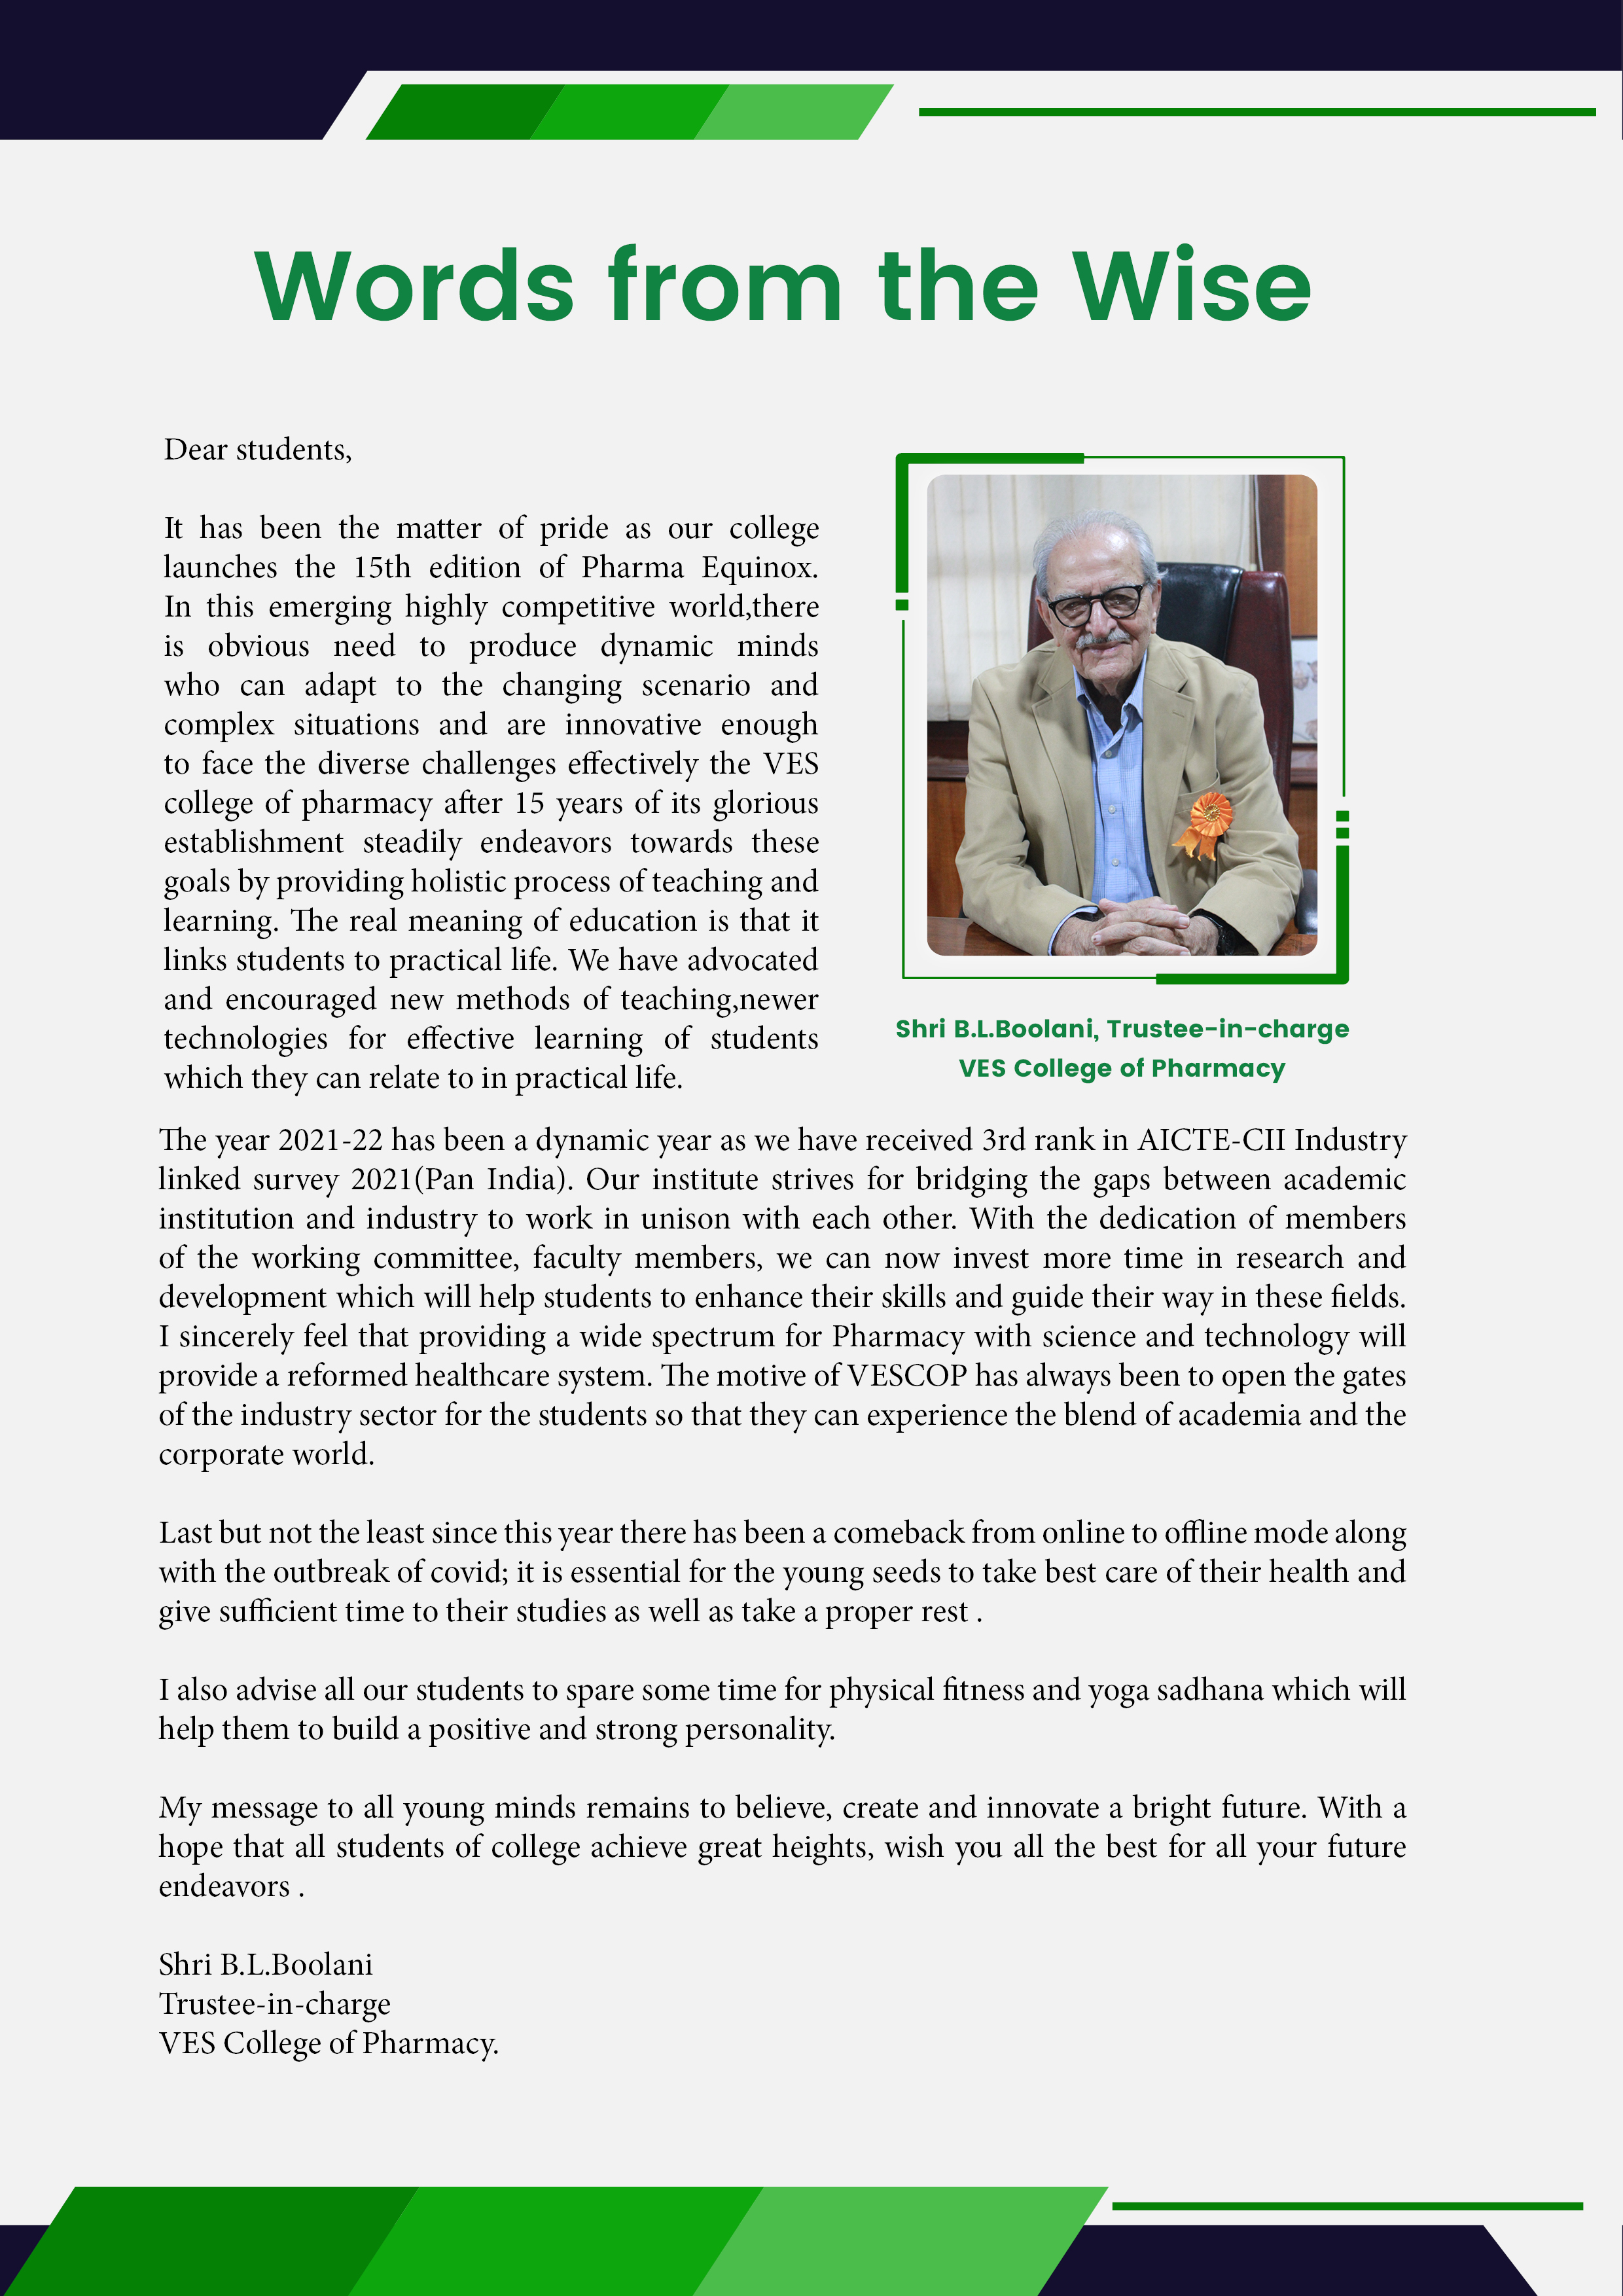 Words from the Wise
Dear students,
It has been the matter of pride as our college
launches the 15th edition of Pharma Equinox.
In this emerging highly competitive world,there
is obvious need to produce dynamic minds
who can adapt to the changing scenario and
complex situations and are innovative enough
to face the diverse challenges effectively the VES
college of pharmacy after 15 years of its glorious
establishment steadily endeavors towards these
goals by providing holistic process of teaching and
learning. The real meaning of education is that it
links students to practical life. We have advocated
and encouraged new methods of teaching,newer
technologies for effective learning of students
which they can relate to in practical life.
Shri B.L.Boolani, Trustee-in-charge
VES College of Pharmacy
The year 2021-22 has been a dynamic year as we have received 3rd rank in AICTE-CII Industry
linked survey 2021(Pan India). Our institute strives for bridging the gaps between academic
institution and industry to work in unison with each other. With the dedication of members
of the working committee, faculty members, we can now invest more time in research and
development which will help students to enhance their skills and guide their way in these fields.
I sincerely feel that providing a wide spectrum for Pharmacy with science and technology will
provide a reformed healthcare system. The motive of VESCOP has always been to open the gates
of the industry sector for the students so that they can experience the blend of academia and the
corporate world.
Last but not the least since this year there has been a comeback from online to offline mode along
with the outbreak of covid; it is essential for the young seeds to take best care of their health and
give sufficient time to their studies as well as take a proper rest .
I also advise all our students to spare some time for physical fitness and yoga sadhana which will
help them to build a positive and strong personality.
My message to all young minds remains to believe, create and innovate a bright future. With a
hope that all students of college achieve great heights, wish you all the best for all your future
endeavors .
Shri B.L.Boolani
Trustee-in-charge
VES College of Pharmacy.